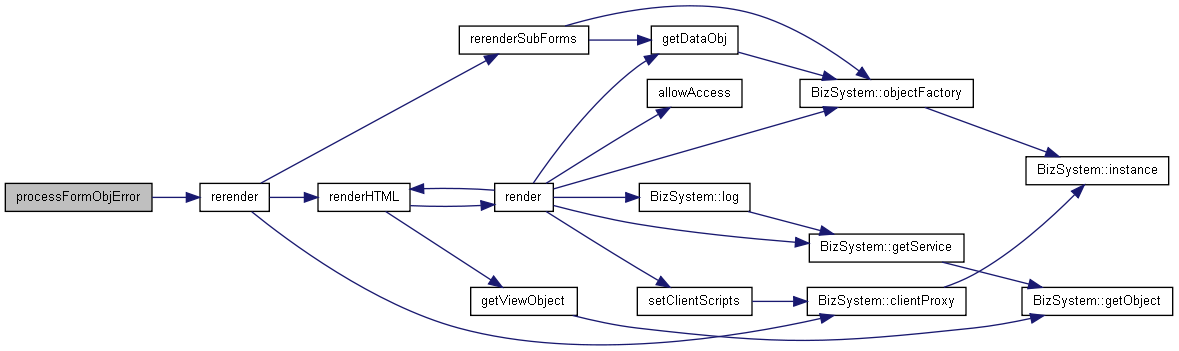 rerenderSubForms
getDataObj
allowAccess
BizSystem::objectFactory
BizSystem::instance
processFormObjError
rerender
renderHTML
render
BizSystem::log
BizSystem::getService
getViewObject
setClientScripts
BizSystem::clientProxy
BizSystem::getObject